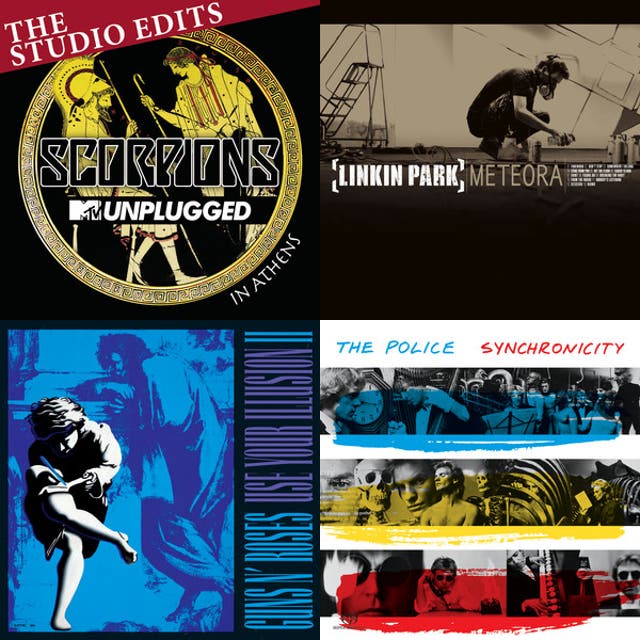 THE
STUDIO EDITS
SCORPIONS
MTV UNPLUGGED
IN ATHENS
[LINKIN PARK] METEORA
GUNS N' ROSES USE YOUR ILLUSION II
THE POLICE SYNCHRONICITY